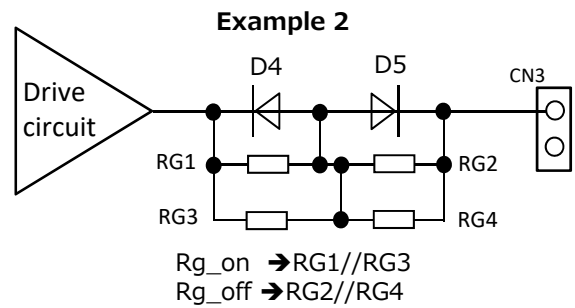 Example 2
D4 D5
CN3
Drive
circuit
RG1 RG2
RG3 RG4
Rg_on ➔RG1//RG3
Rg_off ➔RG2//RG4